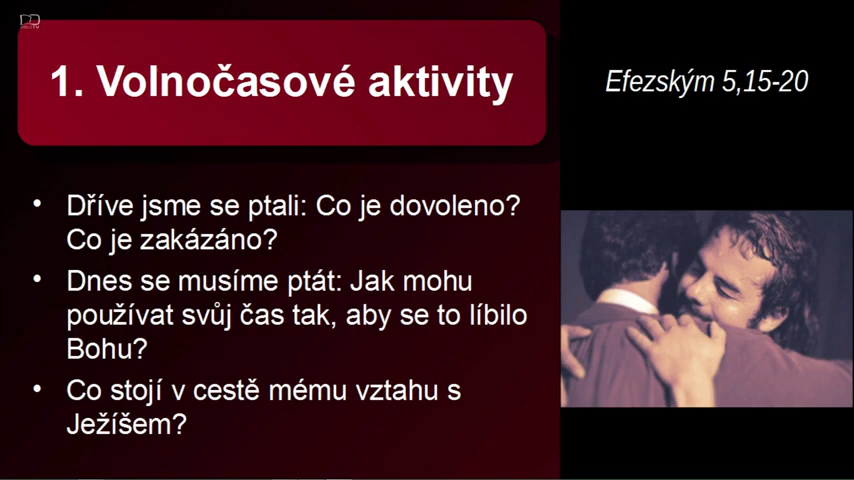 1. Volnočasové aktivity
Efezským 5,15-20
• Dříve jsme se ptali: Co je dovoleno?
Co je zakázáno?
• Dnes se musíme ptát: Jak mohu
používat svůj čas tak, aby se to líbilo
Bohu?
• Co stojí v cestě mému vztahu s
Ježíšem?